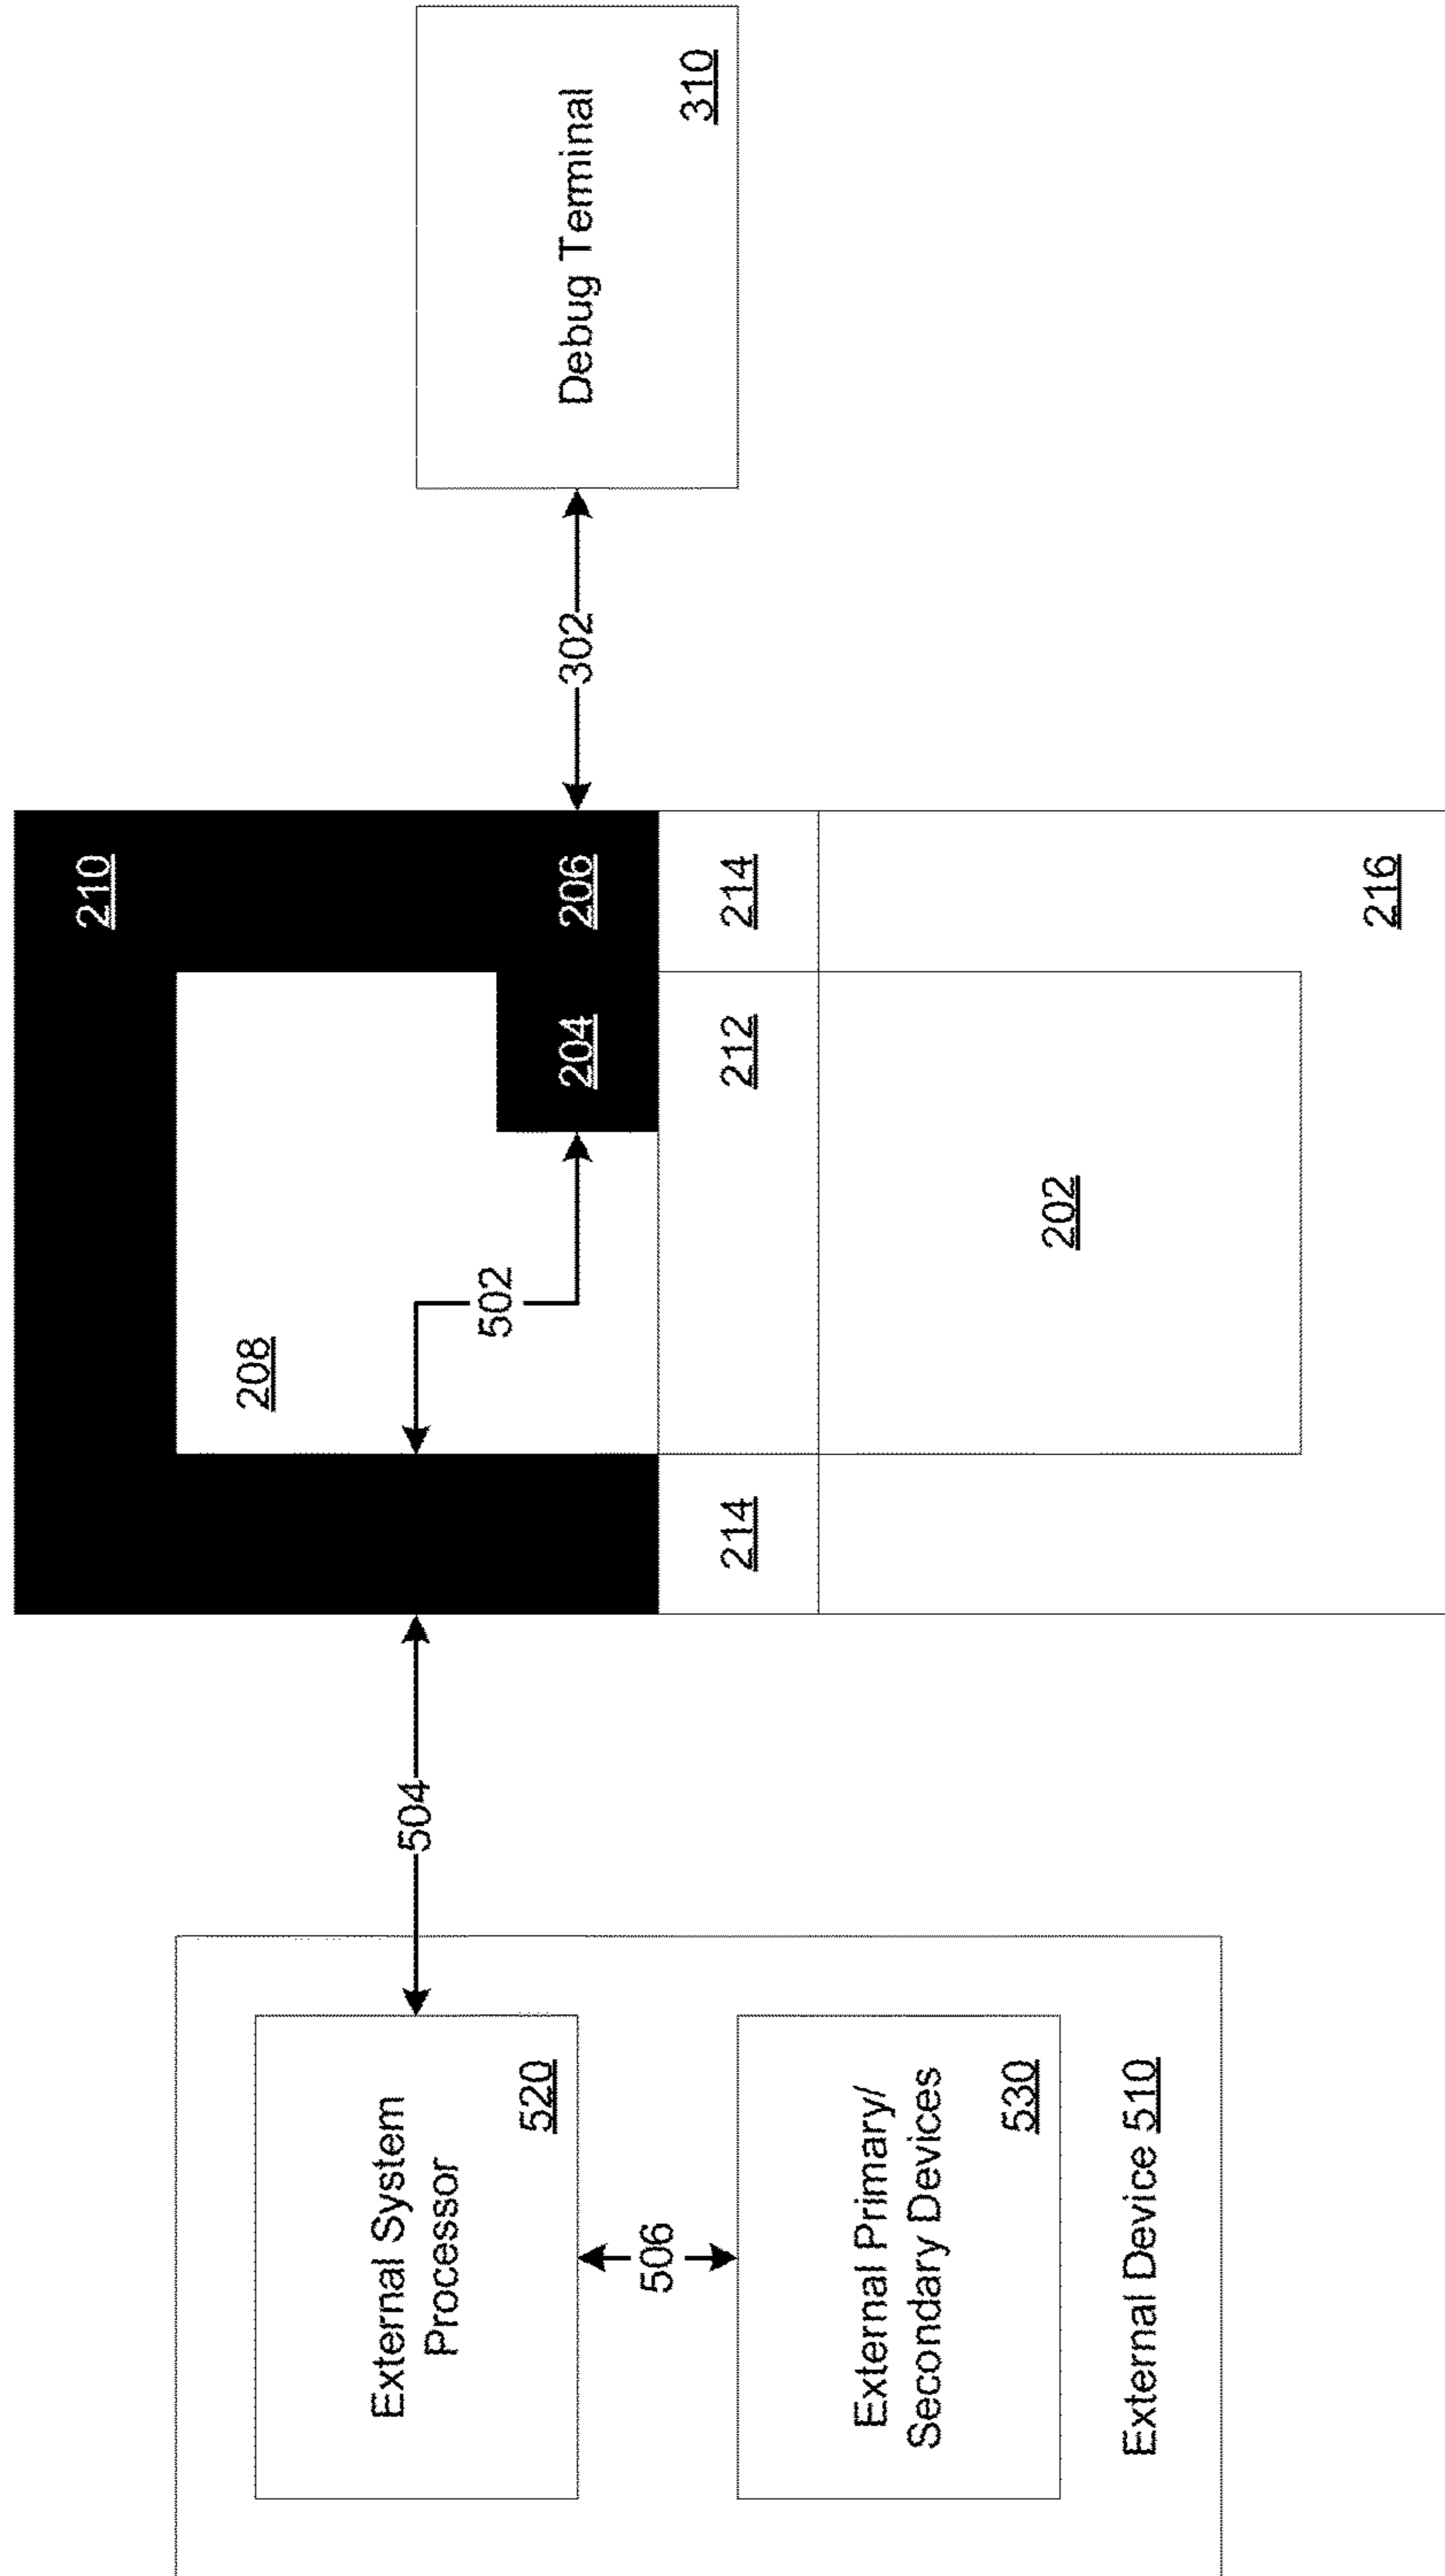 External System
Processor
520
506
External Primary/
Secondary Devices
530
External Device 510
504
210
208
502
204
206
214
212
214
202
216
302
Debug Terminal
310